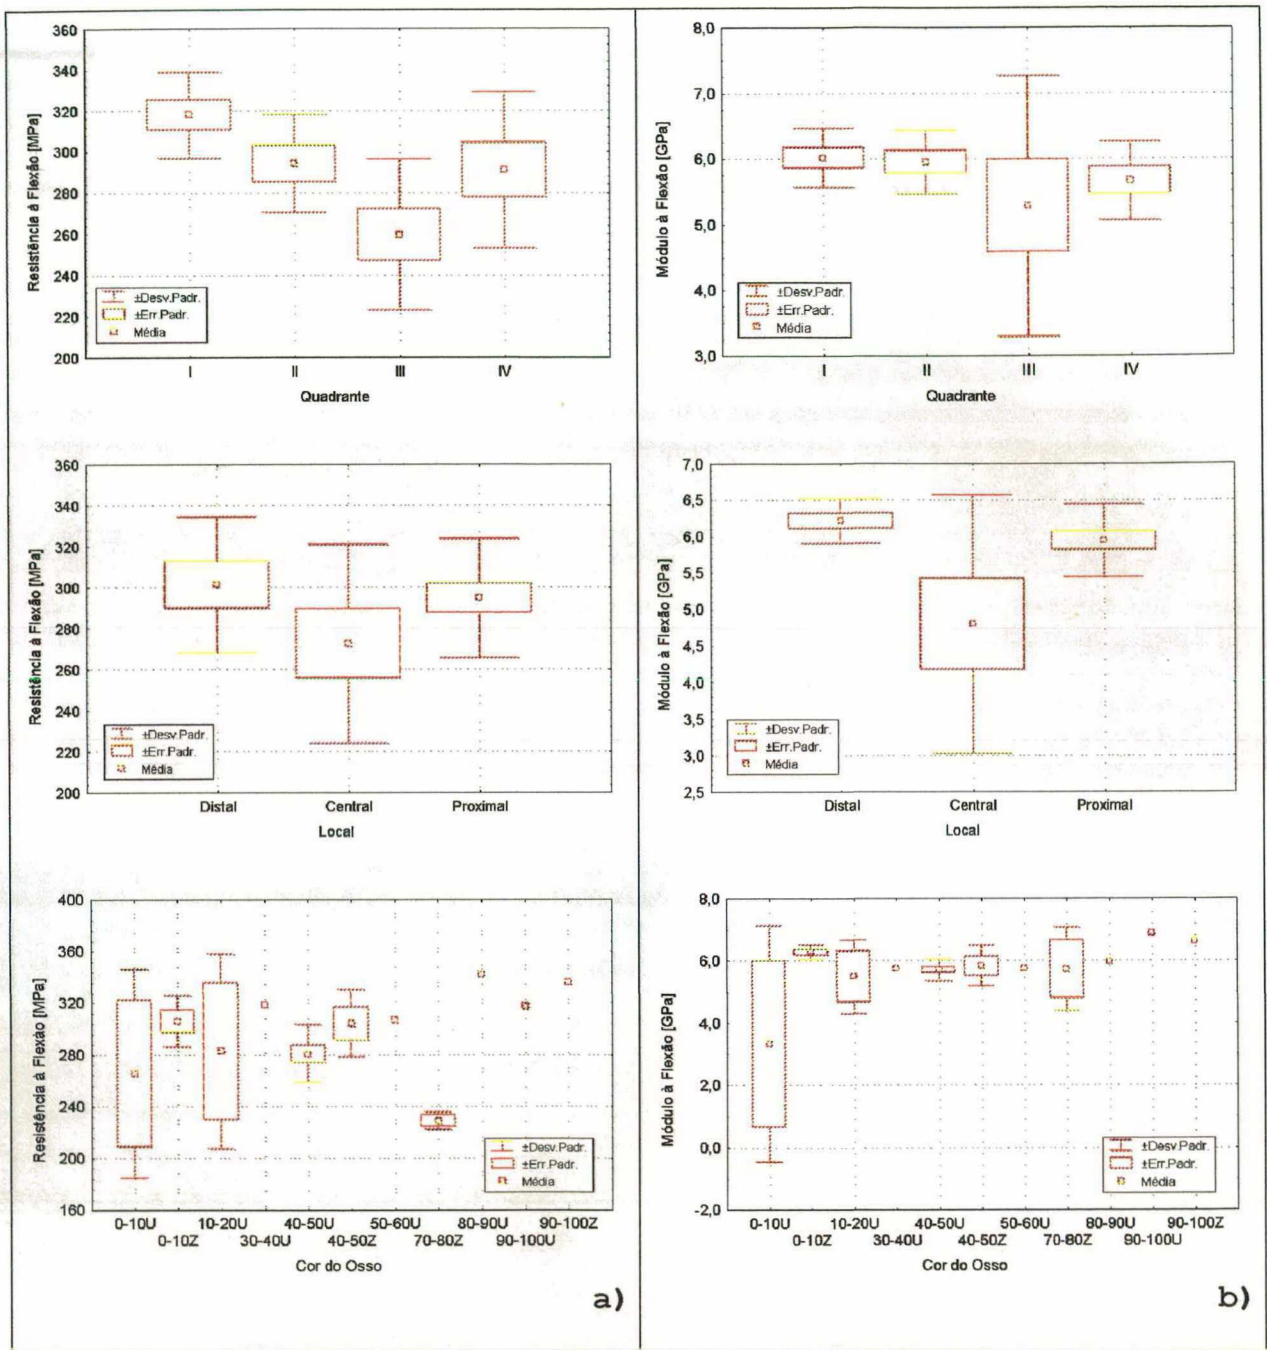 360
340
320
300
280
260
240
220
200
Resistência à Flexão [MPa]
±Desv.Padr.
±Err.Padr.
Média
I II III IV
Quadrante
8,0
7,0
6,0
5,0
4,0
3,0
Módulo à Flexão [GPa]
±Desv.Padr.
±Err.Padr.
Média
I II III IV
Quadrante
360
340
320
300
280
260
240
220
200
Resistência à Flexão [MPa]
±Desv.Padr.
±Err.Padr.
Média
Distal Central Proximal
Local
7,0
6,5
6,0
5,5
5,0
4,5
4,0
3,5
3,0
2,5
Módulo à Flexão [GPa]
±Desv.Padr.
±Err.Padr.
Média
Distal Central Proximal
Local
400
360
320
280
240
200
160
Resistência à Flexão [MPa]
±Desv.Padr.
±Err.Padr.
Média
0-10U 10-20U 40-50U 50-60U 80-90U 90-100Z
0-10Z 30-40U 40-50Z 70-80Z 90-100U
Cor do Osso
a)
8,0
6,0
4,0
2,0
0,0
-2,0
Módulo à Flexão [GPa]
±Desv.Padr.
±Err.Padr.
Média
0-10U 10-20U 40-50U 50-60U 80-90U 90-100Z
0-10Z 30-40U 40-50Z 70-80Z 90-100U
Cor do Osso
b)